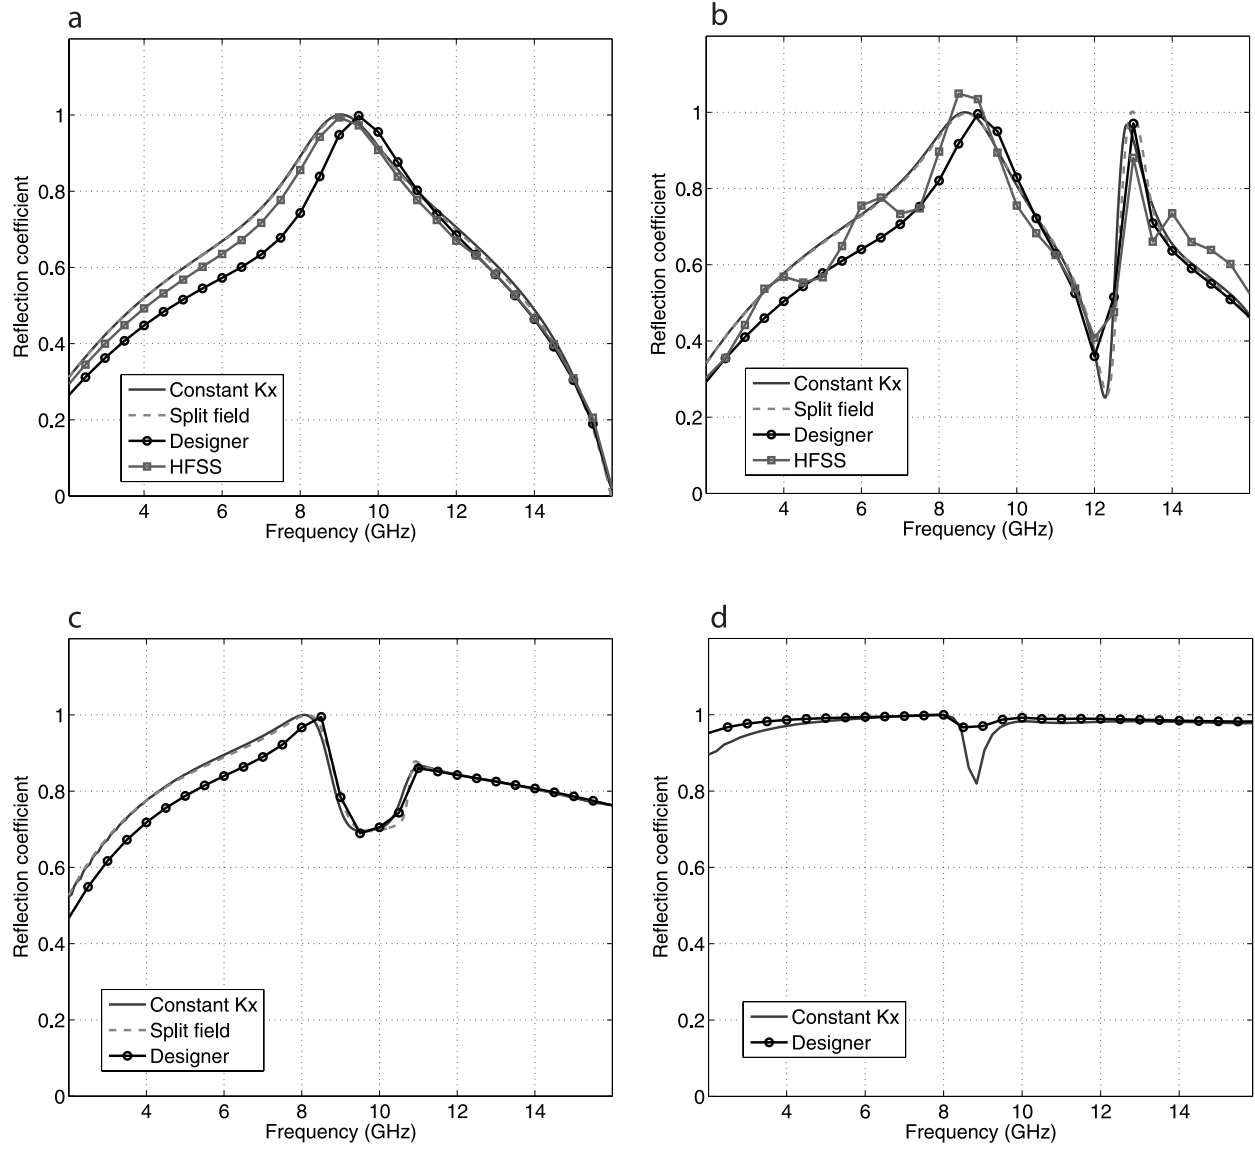 a
Reflection coefficient
1
0.8
0.6
0.4
0.2
0
4 6 8 10 12 14
Frequency (GHz)
Constant Kx
Split field
Designer
HFSS
b
Reflection coefficient
1
0.8
0.6
0.4
0.2
0
4 6 8 10 12 14
Frequency (GHz)
Constant Kx
Split field
Designer
HFSS
c
Reflection coefficient
1
0.8
0.6
0.4
0.2
0
4 6 8 10 12 14
Frequency (GHz)
Constant Kx
Split field
Designer
d
Reflection coefficient
1
0.8
0.6
0.4
0.2
0
4 6 8 10 12 14
Frequency (GHz)
Constant Kx
Designer